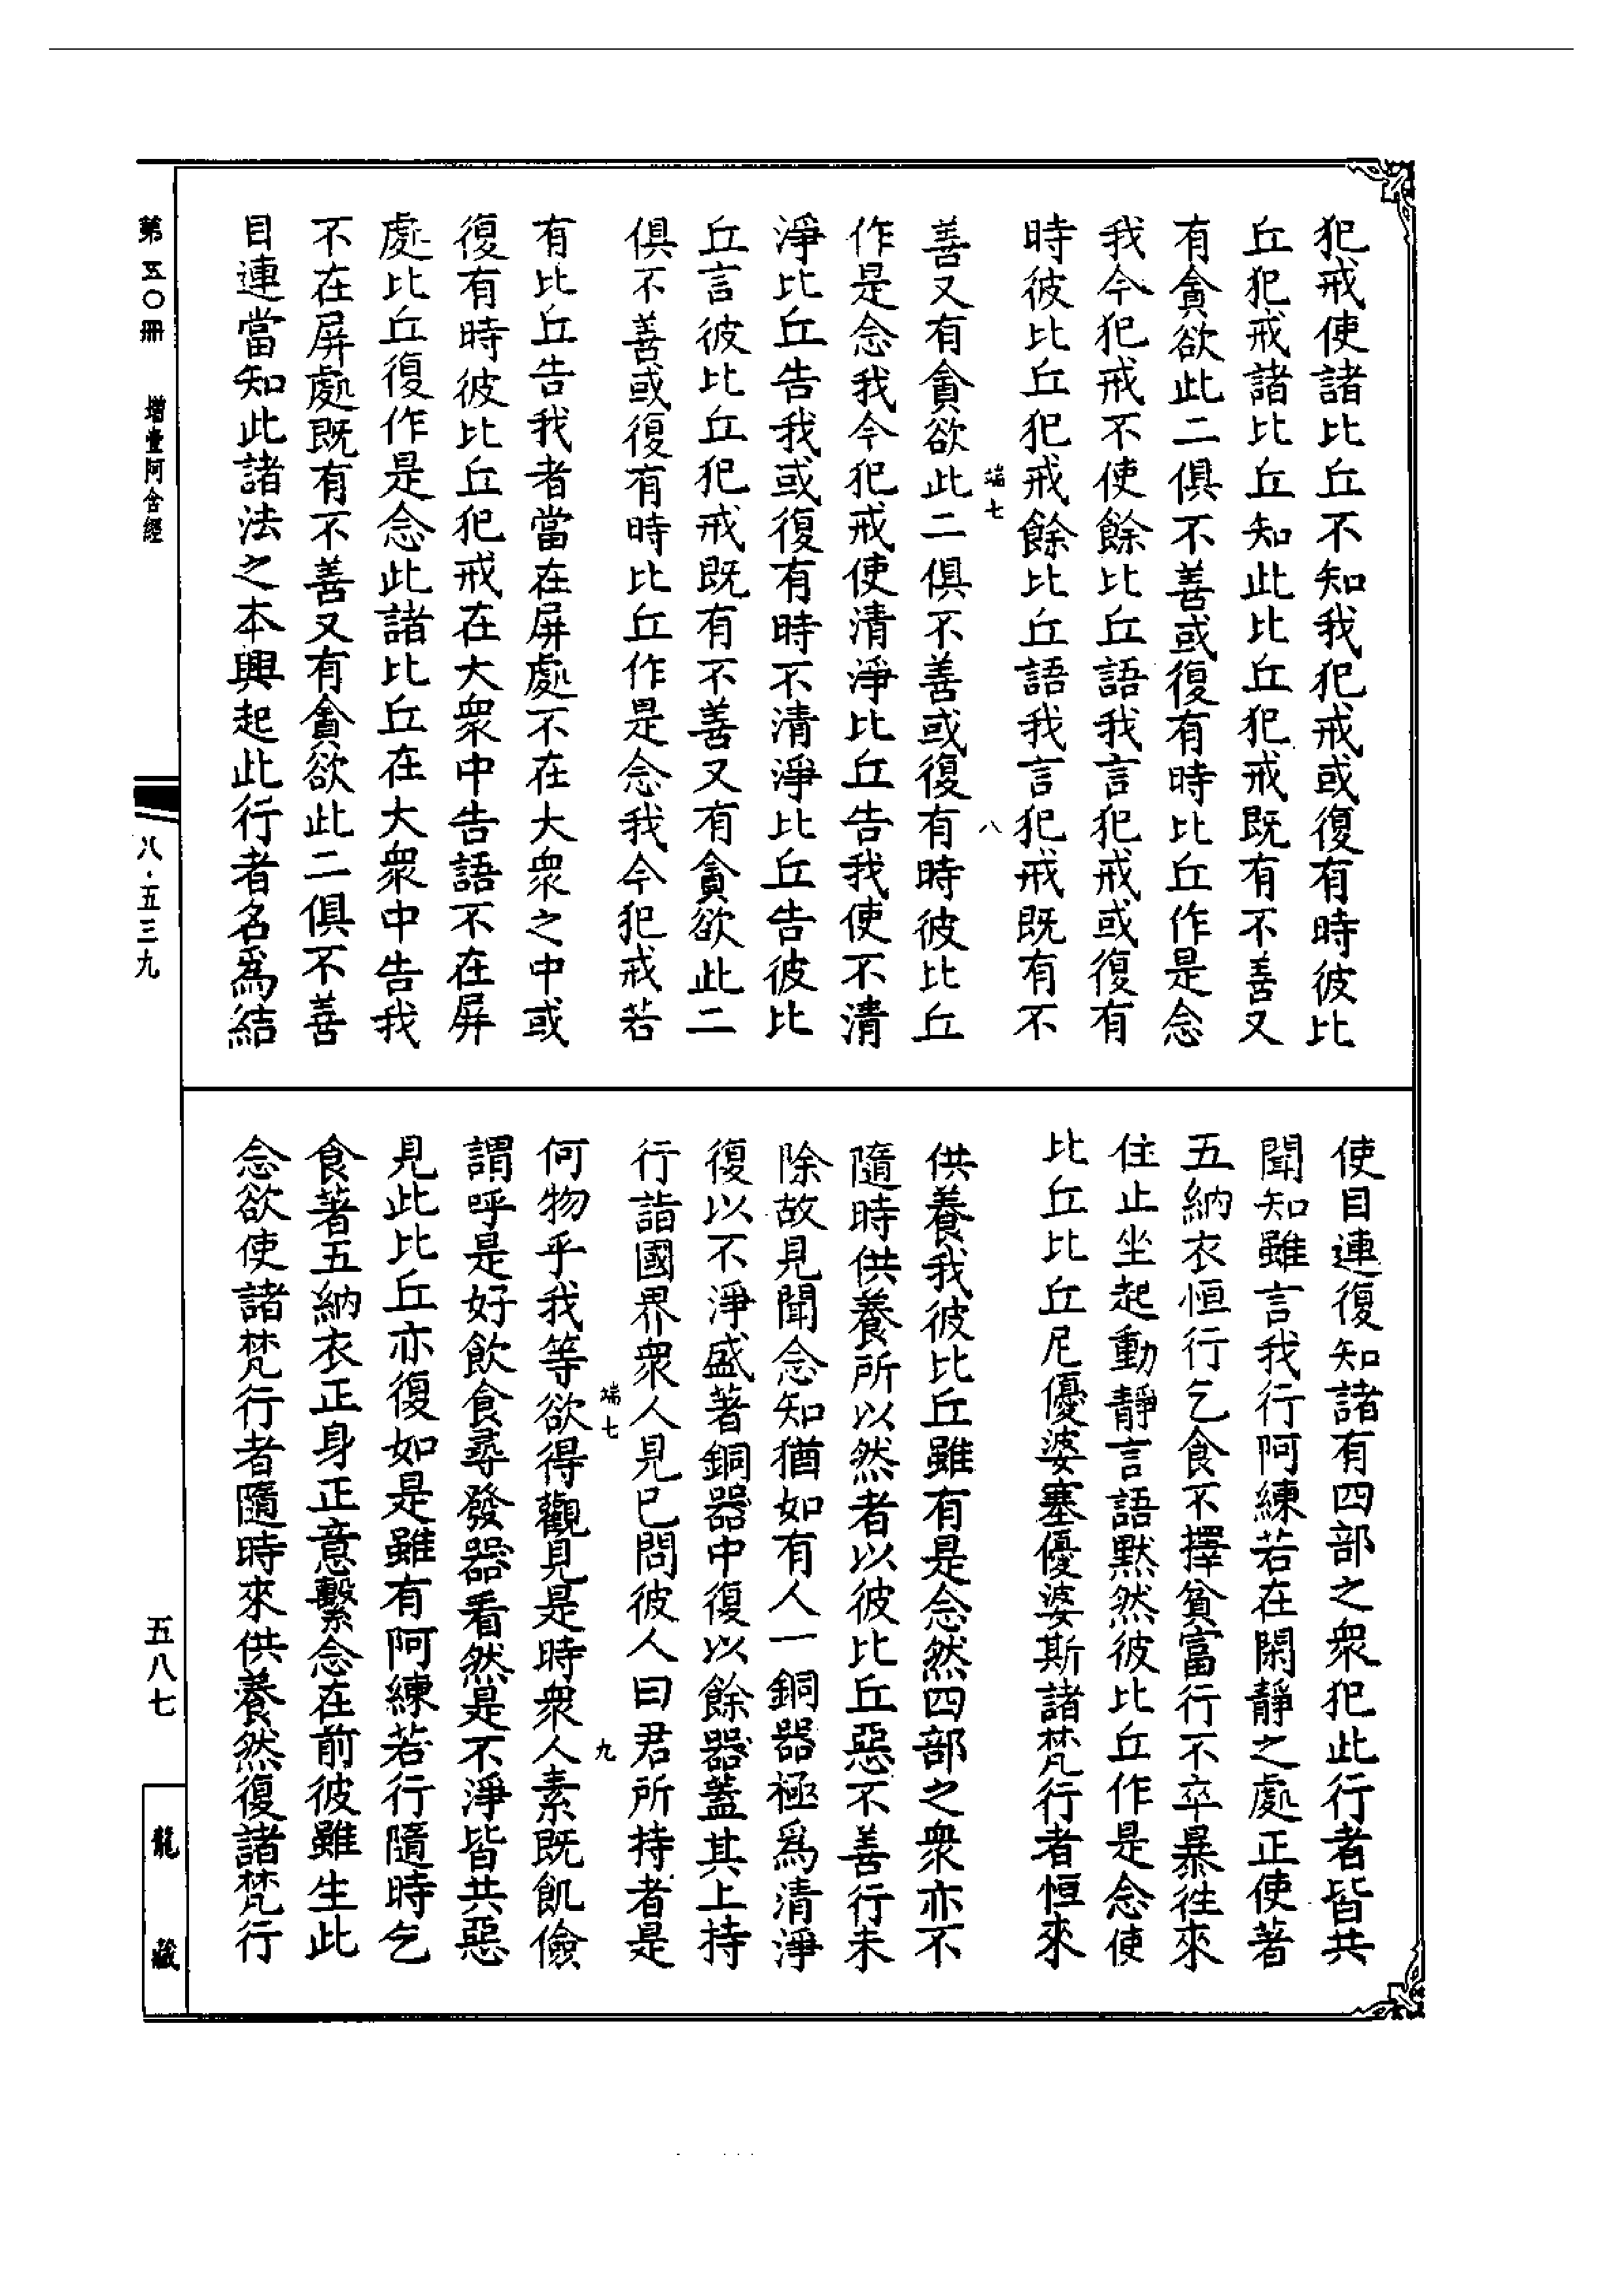 犯戒使諸比丘不知我犯戒或復有時彼比
丘犯戒諸比丘知此比丘犯戒既有不善又
有貪欲此二俱不善或復有時比丘作是念
我今犯戒不使餘比丘語我言犯戒或復有
時彼比丘犯戒餘比丘語我言犯戒既有不
端七 八
善又有貪欲此二俱不善或復有時彼比丘
作是念我今犯戒使清淨比丘告我使不清
淨比丘告我或復有時不清淨比丘告彼比
丘言彼比丘犯戒既有不善又有貪欲此二
俱不善或復有時比丘作是念我今犯戒若
有比丘告我者當在屏處不在大衆之中或
復有時彼比丘犯戒在大衆中告語不在屏
處比丘復作是念此諸比丘在大衆中告我
不在屏處既有不善又有貪欲此二俱不善
目連當知此諸法之本興起此行者名爲結
使目連復知諸有四部之衆犯此行者皆共
聞知雖言我行阿練若在閑靜之處正使著
五納衣恒行乞食不擇貧富行不卒暴往來
住止坐起動靜言語默然彼比丘作是念使
比丘比丘尼優婆塞優婆斯諸梵行者恒來
供養我彼比丘雖有是念然四部之衆亦不
隨時供養所以然者以彼比丘惡不善行未
除故見聞念知猶如有人一銅器極爲清淨
復以不淨盛著銅器中復以餘器蓋其上持
行詣國界衆人見已問彼人曰君所持者是
端七 九
何物乎我等欲得觀見是時衆人素既飢儉
謂呼是好飲食尋發器看然是不淨皆共惡
見此比丘亦復如是雖有阿練若行隨時乞
食著五納衣正身正意繫念在前彼雖生此
念欲使諸梵行者隨時來供養然復諸梵行
第五〇冊 增壹阿含經
八·五三九
五八七
龍藏